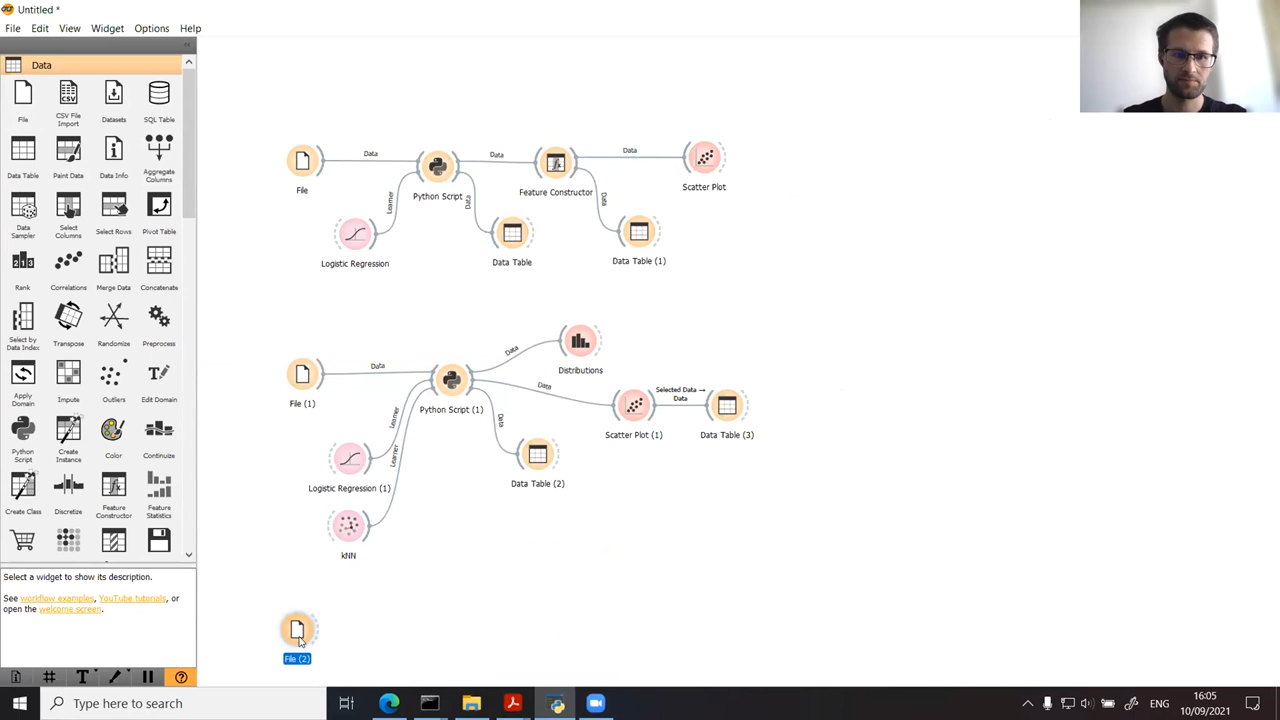 Untitled *
File Edit View Widget Options Help
Data
File CSV File Import Datasets SQL Table
Data Table Paint Data Data Info Aggregate Columns
Data Sampler Select Columns Select Rows Pivot Table
Rank Correlations Merge Data Concatenate
Select by Data Index Transpose Randomize Preprocess
Apply Domain Impute Outliers Edit Domain
Python Script Create Instance Color Continuize
Create Class Discretize Feature Constructor Feature Statistics
Select a widget to show its description.
See workflow examples, YouTube tutorials, or
open the welcome screen.
Data Data Data
File Python Script Feature Constructor Scatter Plot
Learner Data Data
Logistic Regression Data Table Data Table (1)
Distributions
Data Data Data
File (1) Python Script (1)
Selected Data →
Data
Scatter Plot (1) Data Table (3)
Learner Learner Data
Logistic Regression (1) Data Table (2)
kNN
File (2)
Type here to search
ENG
16:05
10/09/2021